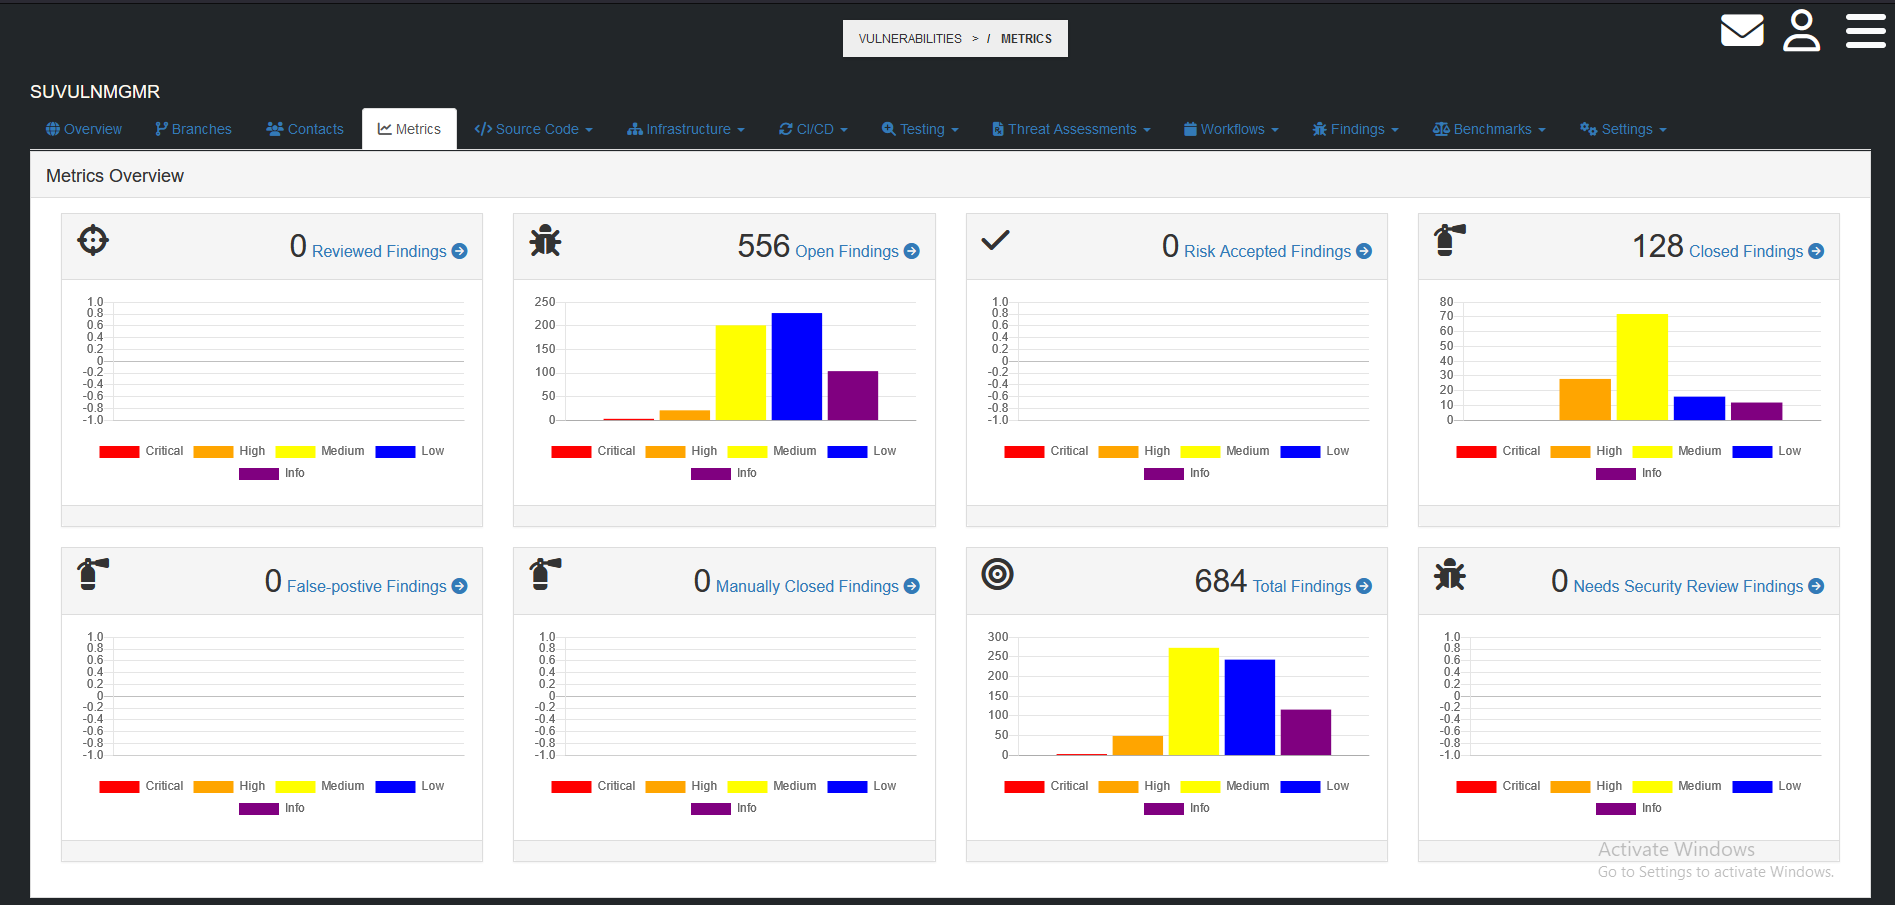 VULNERABILITIES > / METRICS
SUVULNMGMR
Overview Branches Contacts Metrics Source Code Infrastructure CI/CD Testing Threat Assessments Workflows Findings Benchmarks Settings
Metrics Overview
0 Reviewed Findings
1.0
0.8
0.6
0.4
0.2
0
-0.2
-0.4
-0.6
-0.8
-1.0
Critical High Medium Low
Info
556 Open Findings
250
200
150
100
50
0
Critical High Medium Low
Info
0 Risk Accepted Findings
1.0
0.8
0.6
0.4
0.2
0
-0.2
-0.4
-0.6
-0.8
-1.0
Critical High Medium Low
Info
128 Closed Findings
80
70
60
50
40
30
20
10
0
Critical High Medium Low
Info
0 False-postive Findings
1.0
0.8
0.6
0.4
0.2
0
-0.2
-0.4
-0.6
-0.8
-1.0
Critical High Medium Low
Info
0 Manually Closed Findings
1.0
0.8
0.6
0.4
0.2
0
-0.2
-0.4
-0.6
-0.8
-1.0
Critical High Medium Low
Info
684 Total Findings
300
250
200
150
100
50
0
Critical High Medium Low
Info
0 Needs Security Review Findings
1.0
0.8
0.6
0.4
0.2
0
-0.2
-0.4
-0.6
-0.8
-1.0
Critical High Medium Low
Info
Activate Windows
Go to Settings to activate Windows.